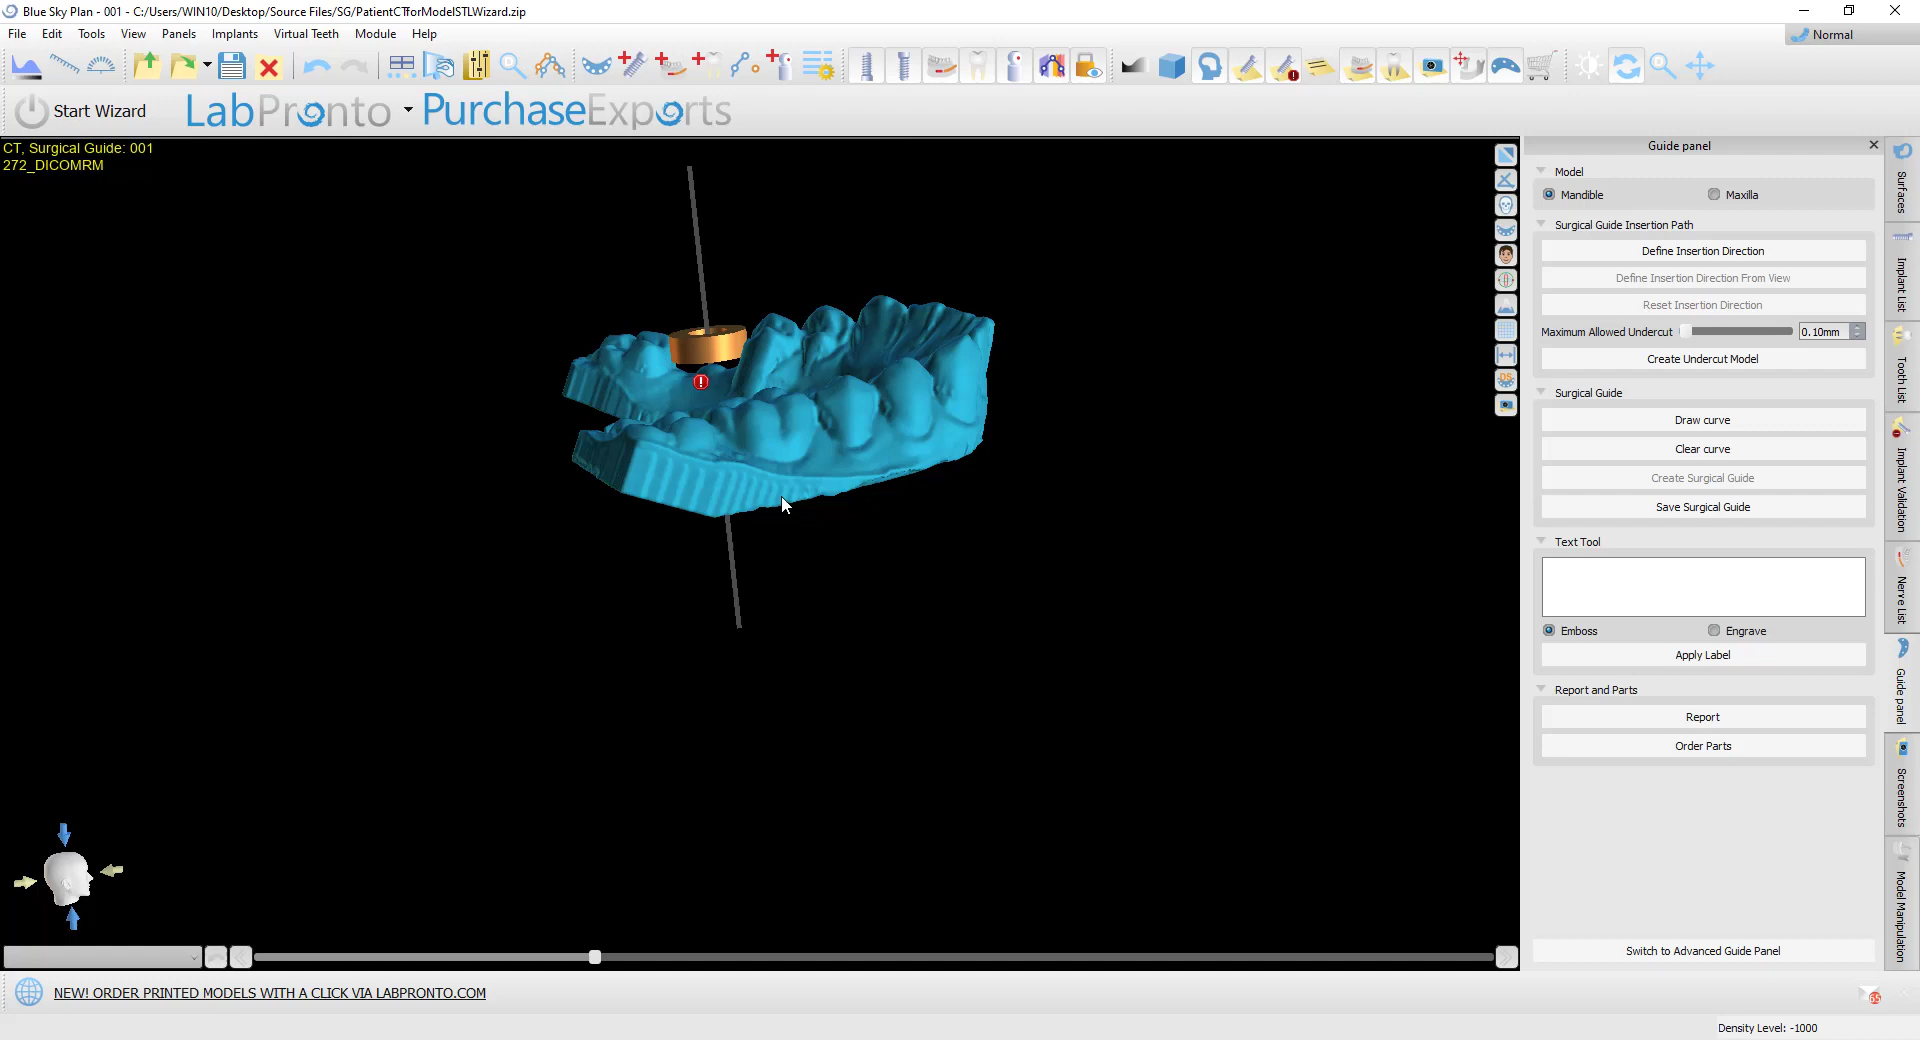 Blue Sky Plan - 001 - C:/Users/WIN10/Desktop/Source Files/SG/PatientCTforModelSTLWizard.zip
File Edit Tools View Panels Implants Virtual Teeth Module Help
Normal
Start Wizard
LabPronto
PurchaseExports
CT, Surgical Guide: 001
272_DICOMRM
DS
Guide panel
Model
Mandible Maxilla
Surgical Guide Insertion Path
Define Insertion Direction
Define Insertion Direction From View
Reset Insertion Direction
Maximum Allowed Undercut 0.10mm
Create Undercut Model
Surgical Guide
Draw curve
Clear curve
Create Surgical Guide
Save Surgical Guide
Text Tool
Emboss Engrave
Apply Label
Report and Parts
Report
Order Parts
Switch to Advanced Guide Panel
Surfaces
Implant List
Tooth List
Implant Validation
Nerve List
Guide panel
Screenshots
Model Manipulation
NEW! ORDER PRINTED MODELS WITH A CLICK VIA LABPRONTO.COM
65
Density Level: -1000